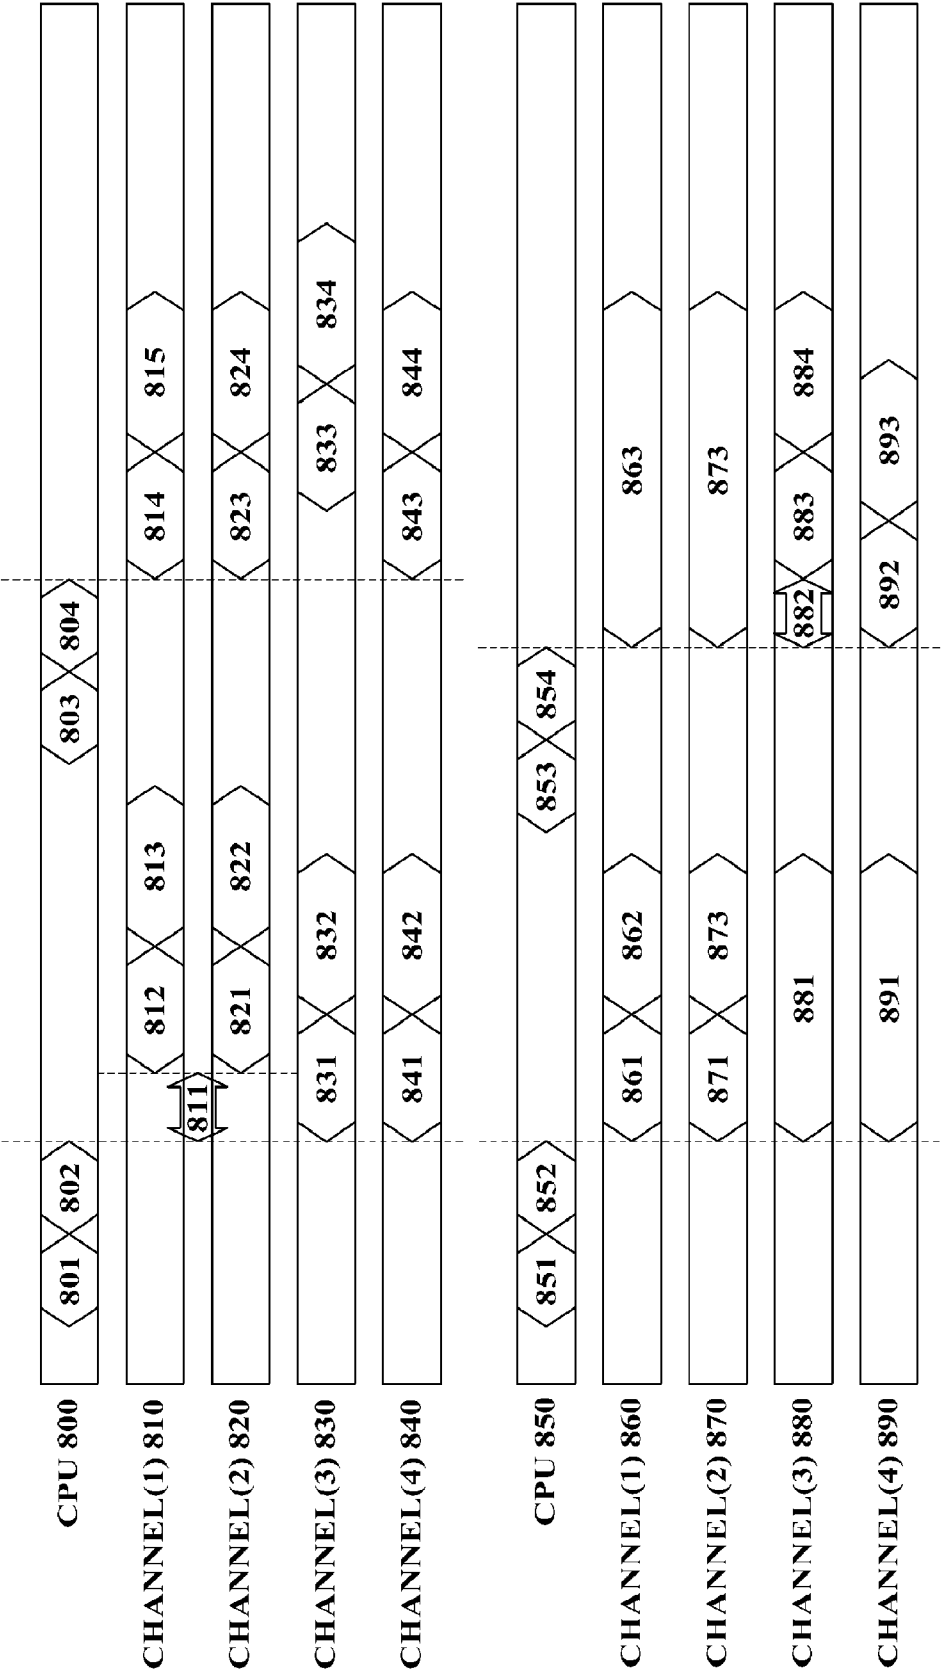 CPU 800 801 802 803 804
CHANNEL(1) 810 812 813 814 815
811
CHANNEL(2) 820 821 822 823 824
CHANNEL(3) 830 831 832 833 834
CHANNEL(4) 840 841 842 843 844
CPU 850 851 852 853 854
CHANNEL(1) 860 861 862 863
CHANNEL(2) 870 871 873 873
CHANNEL(3) 880 881 882 883 884
CHANNEL(4) 890 891 892 893